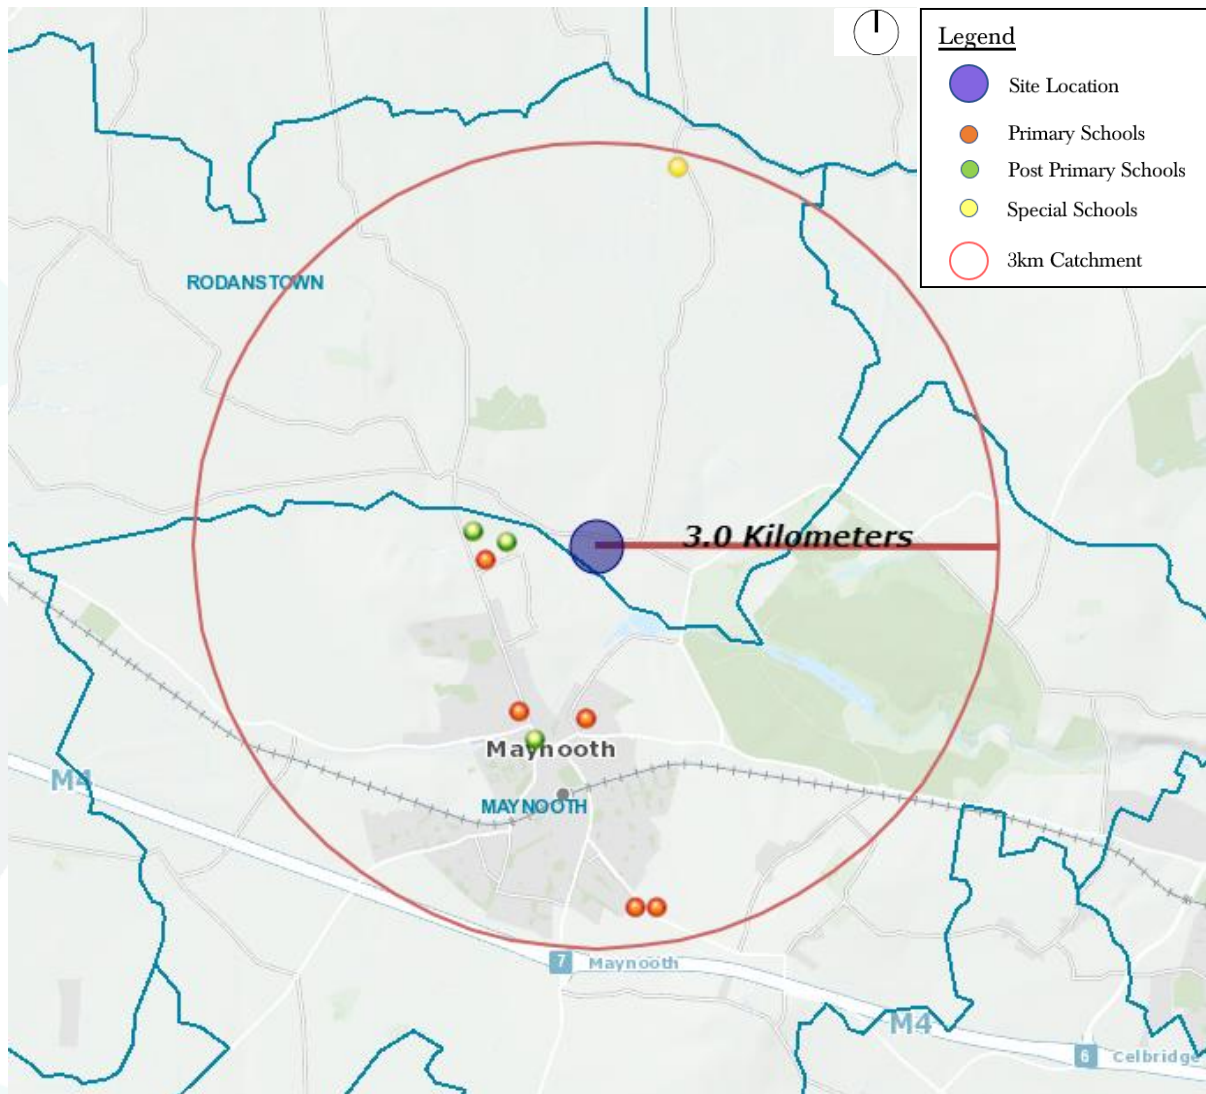 Legend
Site Location
Primary Schools
Post Primary Schools
Special Schools
3km Catchment
RODANSTOWN
3.0 Kilometers
Maynooth
MAYNOOTH
M4
7 Maynooth
M4
6 Celbridge